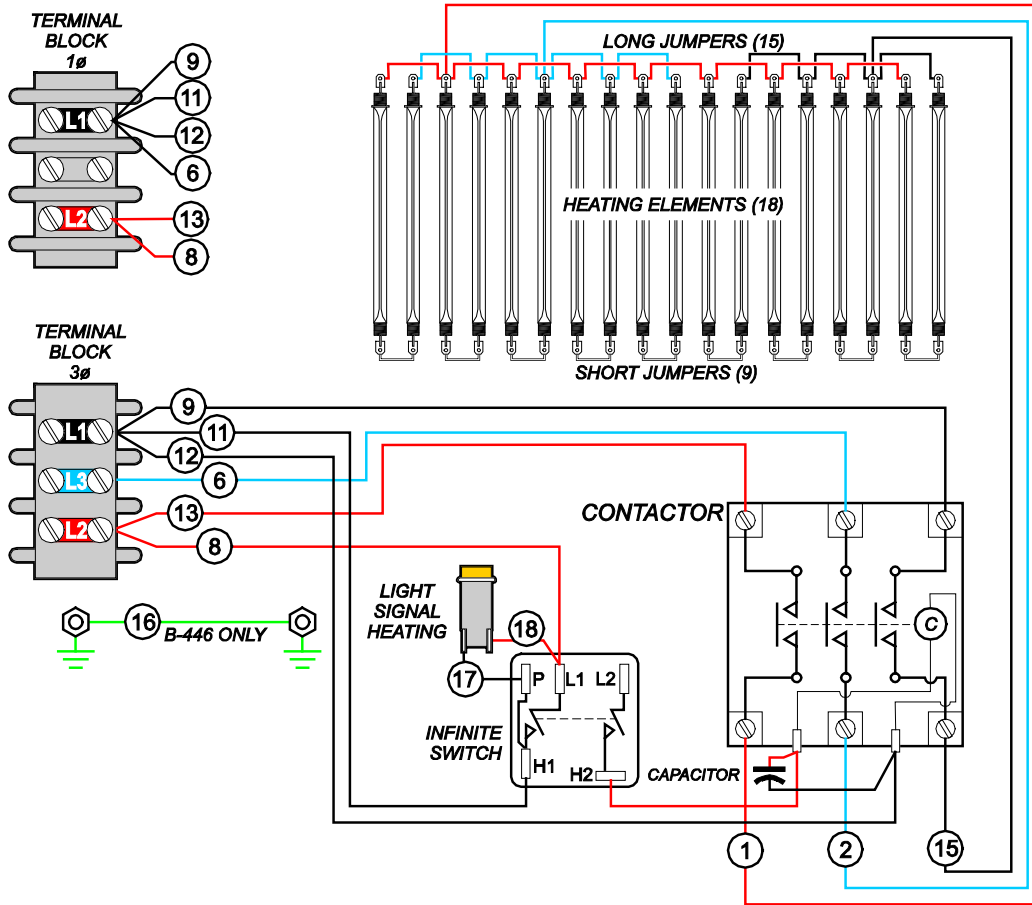 TERMINAL
BLOCK
1ø
L1
L2
9
11
12
6
13
8
LONG JUMPERS (15)
HEATING ELEMENTS (18)
SHORT JUMPERS (9)
TERMINAL
BLOCK
3ø
L1
L3
L2
9
11
12
6
13
8
16
B-446 ONLY
LIGHT
SIGNAL
HEATING
18
17
P
L1
L2
INFINITE
SWITCH
H1
H2
CONTACTOR
C
CAPACITOR
1
2
15